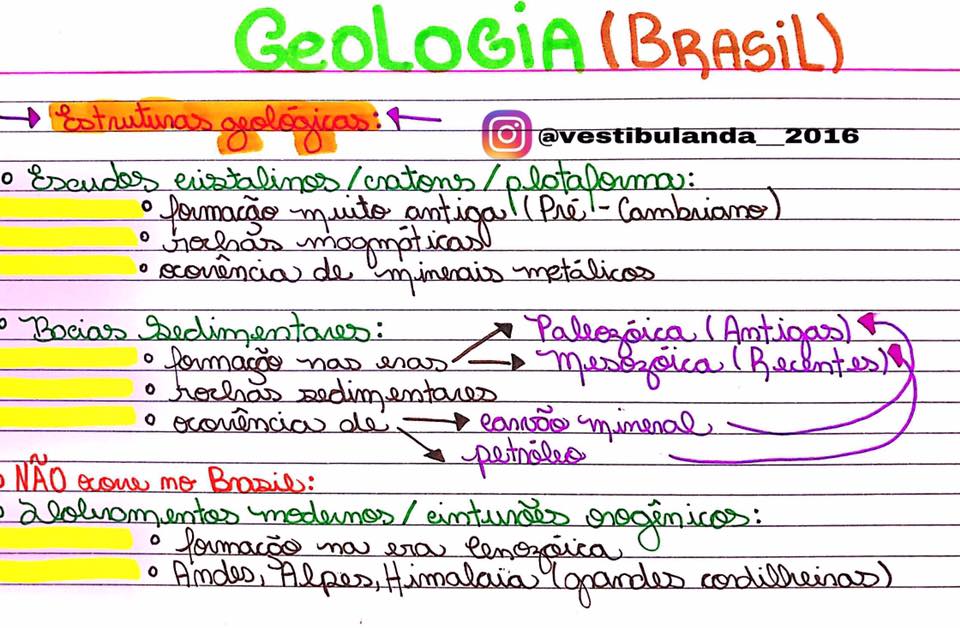 GEOLOGIA (BRASIL)
Estruturas geológicas:
@vestibulanda__2016
Escudos cristalinos/cratons/plataforma:
formação muito antiga (Pré-Cambriano)
rochas magmáticas
ocorrência de minerais metálicos
Bacias Sedimentares:
Paleozóica (Antigas)
formação nas eras
Mesozóica (Recentes)
rochas sedimentares
ocorrência de
carvão mineral
petróleo
NÃO ocorre no Brasil:
Dobramentos modernos/cinturões orogênicos:
formação na era Cenozóica
Andes, Alpes, Himalaia (grandes cordilheiras)